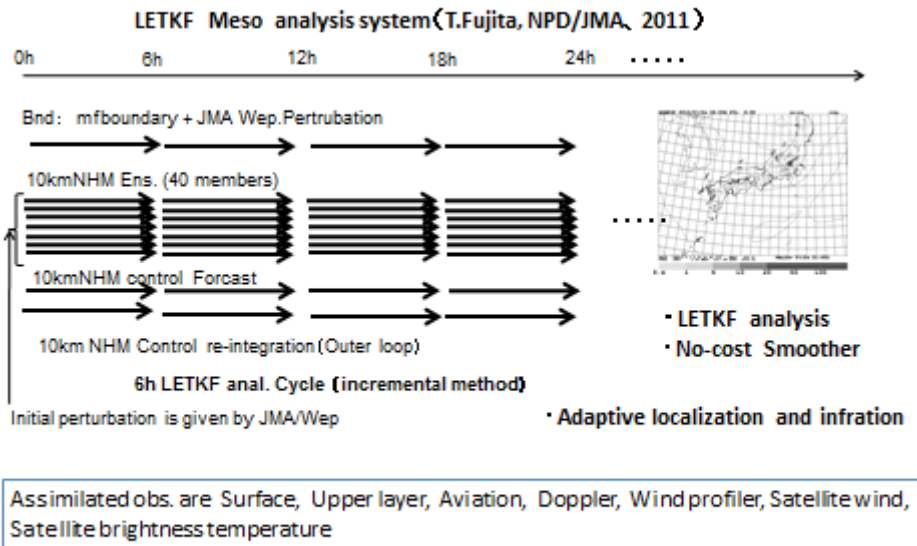 LETKF Meso analysis system(T.Fujita, NPD/JMA、2011)
0h 6h 12h 18h 24h ・・・・・
Bnd: mfboundary + JMA Wep.Pertrubation
10kmNHM Ens. (40 members)
・・・・・
10kmNHM control Forcast
10km NHM Control re-integration(Outer loop)
6h LETKF anal. Cycle (incremental method)
Initial perturbation is given by JMA/Wep
・LETKF analysis
・No-cost Smoother
・Adaptive localization and infration
Assimilated obs. are Surface, Upper layer, Aviation, Doppler, Wind profiler, Satellite wind,
Satellite brightness temperature